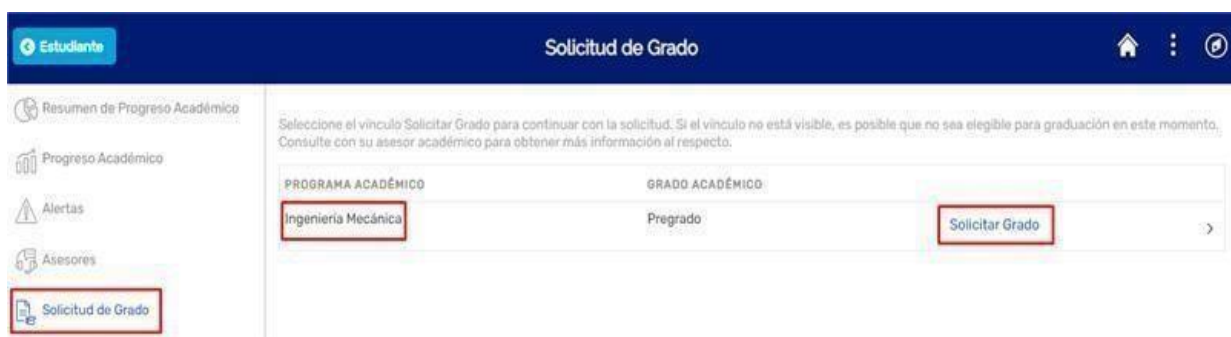 Estudiante
Solicitud de Grado
Resumen de Progreso Académico
Progreso Académico
Alertas
Asesores
Solicitud de Grado
Seleccione el vínculo Solicitar Grado para continuar con la solicitud. Si el vínculo no está visible, es posible que no sea elegible para graduación en este momento.
Consulte con su asesor académico para obtener más información al respecto.
PROGRAMA ACADÉMICO GRADO ACADÉMICO
Ingeniería Mecánica Pregrado Solicitar Grado